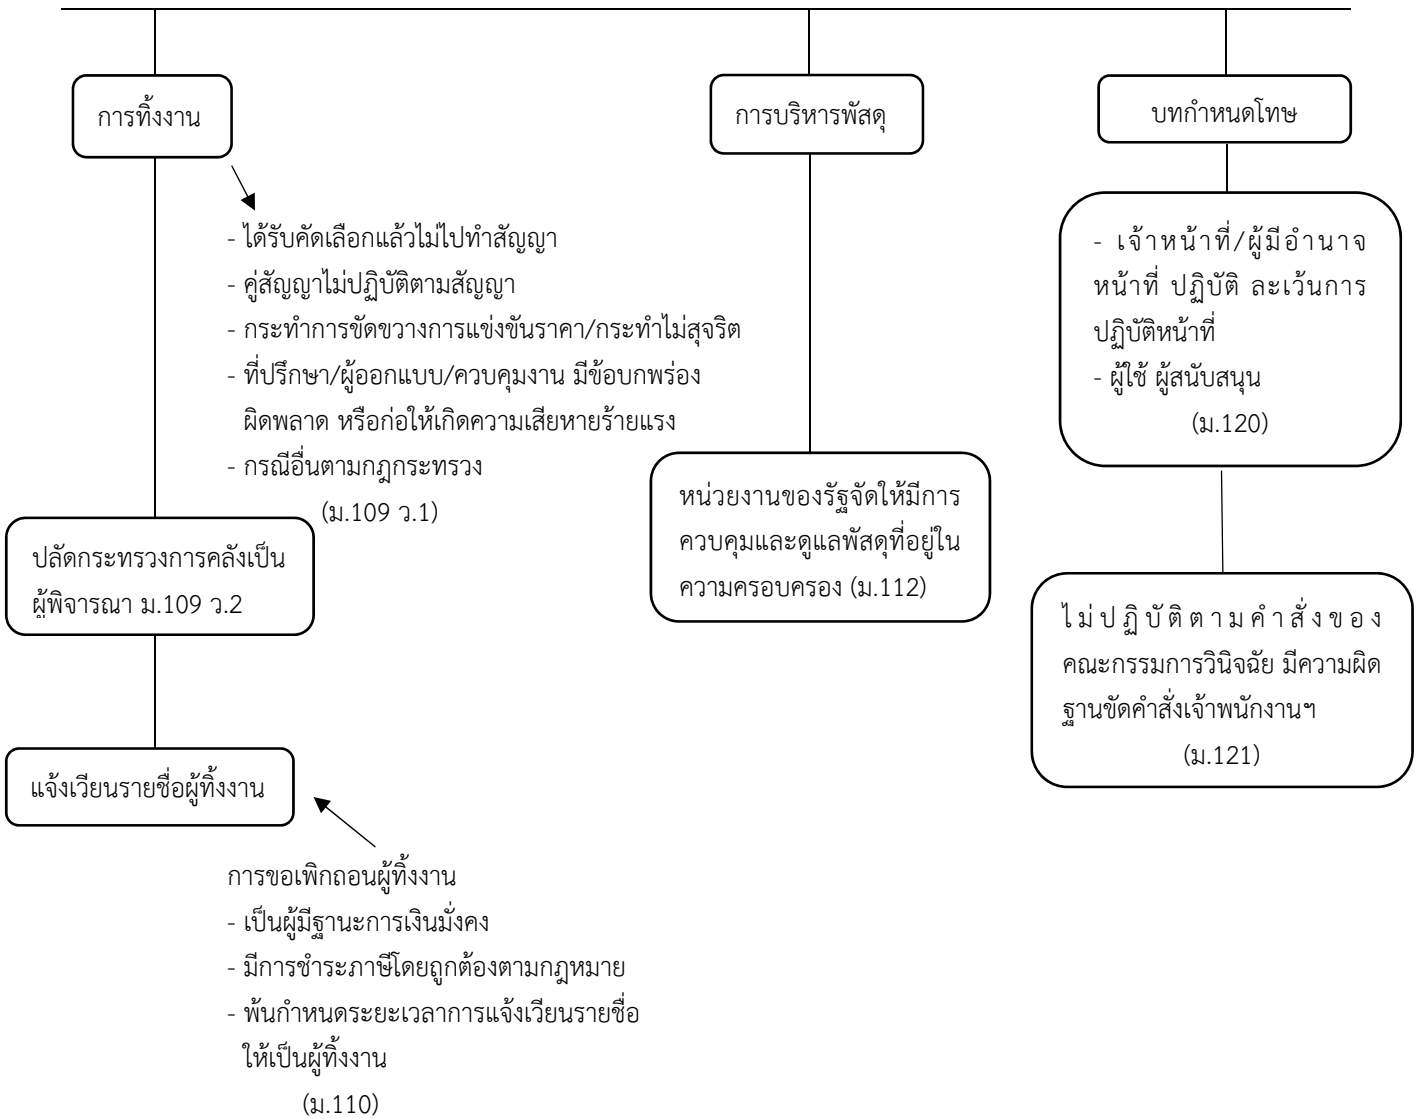 การทิ้งงาน
- ได้รับคัดเลือกแล้วไม่ไปทำสัญญา
- คู่สัญญาไม่ปฏิบัติตามสัญญา
- กระทำการขัดขวางการแข่งขันราคา/กระทำไม่สุจริต
- ที่ปรึกษา/ผู้ออกแบบ/ควบคุมงาน มีข้อบกพร่อง
ผิดพลาด หรือก่อให้เกิดความเสียหายร้ายแรง
- กรณีอื่นตามกฎกระทรวง
(ม.109 ว.1)
ปลัดกระทรวงการคลังเป็น
ผู้พิจารณา ม.109 ว.2
แจ้งเวียนรายชื่อผู้ทิ้งงาน
การขอเพิกถอนผู้ทิ้งงาน
- เป็นผู้มีฐานะการเงินมั่งคง
- มีการชำระภาษีโดยถูกต้องตามกฎหมาย
- พ้นกำหนดระยะเวลาการแจ้งเวียนรายชื่อ
ให้เป็นผู้ทิ้งงาน
(ม.110)
การบริหารพัสดุ
หน่วยงานของรัฐจัดให้มีการ
ควบคุมและดูแลพัสดุที่อยู่ใน
ความครอบครอง (ม.112)
บทกำหนดโทษ
- เจ้าหน้าที่/ผู้มีอำนาจ
หน้าที่ ปฏิบัติ ละเว้นการ
ปฏิบัติหน้าที่
- ผู้ใช้ ผู้สนับสนุน
(ม.120)
ไม่ปฏิบัติตามคำสั่งของ
คณะกรรมการวินิจฉัย มีความผิด
ฐานขัดคำสั่งเจ้าพนักงานฯ
(ม.121)